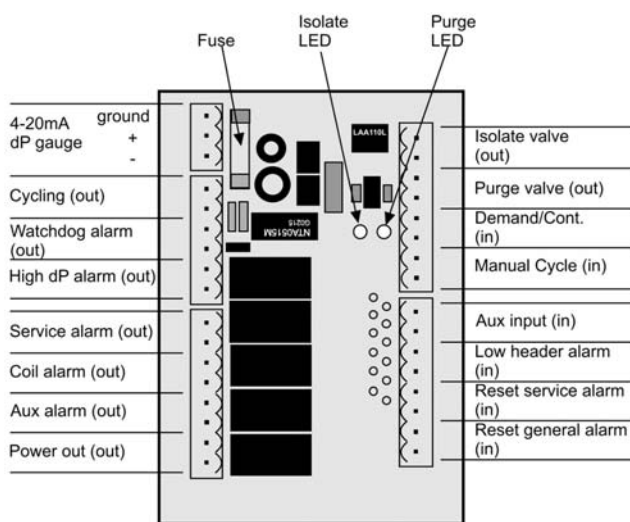 Isolate
LED
Purge
LED
Fuse
4-20mA
dP gauge
ground
+
-
Cycling (out)
Watchdog alarm
(out)
High dP alarm (out)
Service alarm (out)
Coil alarm (out)
Aux alarm (out)
Power out (out)
LAA110L
NTA0515M
G0215
Isolate valve
(out)
Purge valve (out)
Demand/Cont.
(in)
Manual Cycle (in)
Aux input (in)
Low header alarm
(in)
Reset service alarm
(in)
Reset general alarm
(in)